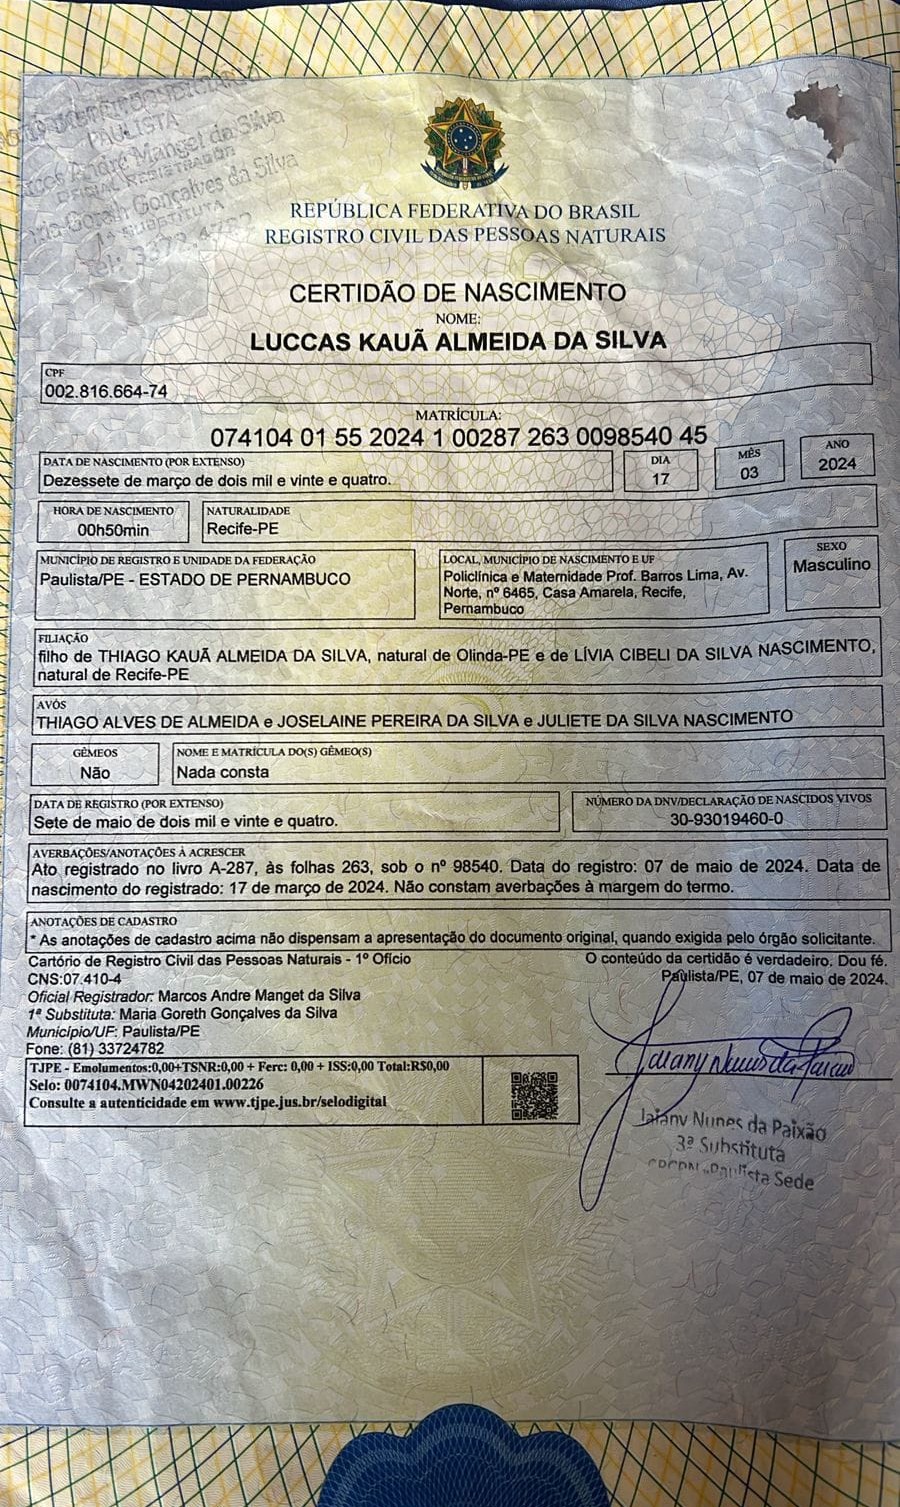 PAULISTA
Andre Manget da Silva
Goreth Gonçalves da Silva
1ª SUBSTITUTA
REPÚBLICA FEDERATIVA DO BRASIL
REGISTRO CIVIL DAS PESSOAS NATURAIS
CERTIDÃO DE NASCIMENTO
NOME:
LUCCAS KAUÃ ALMEIDA DA SILVA
CPF
002.816.664-74
MATRÍCULA:
074104 01 55 2024 1 00287 263 0098540 45
DATA DE NASCIMENTO (POR EXTENSO)
Dezessete de março de dois mil e vinte e quatro.
DIA
17
MÊS
03
ANO
2024
HORA DE NASCIMENTO
00h50min
NATURALIDADE
Recife-PE
MUNICÍPIO DE REGISTRO E UNIDADE DA FEDERAÇÃO
Paulista/PE - ESTADO DE PERNAMBUCO
LOCAL, MUNICÍPIO DE NASCIMENTO E UF
Policlínica e Maternidade Prof. Barros Lima, Av.
Norte, nº 6465, Casa Amarela, Recife,
Pernambuco
SEXO
Masculino
FILIAÇÃO
filho de THIAGO KAUÃ ALMEIDA DA SILVA, natural de Olinda-PE e de LÍVIA CIBELI DA SILVA NASCIMENTO,
natural de Recife-PE
AVÓS
THIAGO ALVES DE ALMEIDA e JOSELAINE PEREIRA DA SILVA e JULIETE DA SILVA NASCIMENTO
GÊMEOS
Não
NOME E MATRÍCULA DO(S) GÊMEO(S)
Nada consta
DATA DE REGISTRO (POR EXTENSO)
Sete de maio de dois mil e vinte e quatro.
NÚMERO DA DNV/DECLARAÇÃO DE NASCIDOS VIVOS
30-93019460-0
AVERBAÇÕES/ANOTAÇÕES À ACRESCER
Ato registrado no livro A-287, às folhas 263, sob o nº 98540. Data do registro: 07 de maio de 2024. Data de
nascimento do registrado: 17 de março de 2024. Não constam averbações à margem do termo.
ANOTAÇÕES DE CADASTRO
* As anotações de cadastro acima não dispensam a apresentação do documento original, quando exigida pelo órgão solicitante.
Cartório de Registro Civil das Pessoas Naturais - 1º Ofício
CNS:07.410-4
Oficial Registrador: Marcos Andre Manget da Silva
1ª Substituta: Maria Goreth Gonçalves da Silva
Município/UF: Paulista/PE
Fone: (81) 33724782
O conteúdo da certidão é verdadeiro. Dou fé.
Paulista/PE, 07 de maio de 2024.
TJPE - Emolumentos:0,00+TSNR:0,00 + Ferc: 0,00 + ISS:0,00 Total:R$0,00
Selo: 0074104.MWN04202401.00226
Consulte a autenticidade em www.tjpe.jus.br/selodigital
Jaiany Nunes da Paixão
Jaiany Nunes da Paixão
3ª Substituta
Paulista Sede